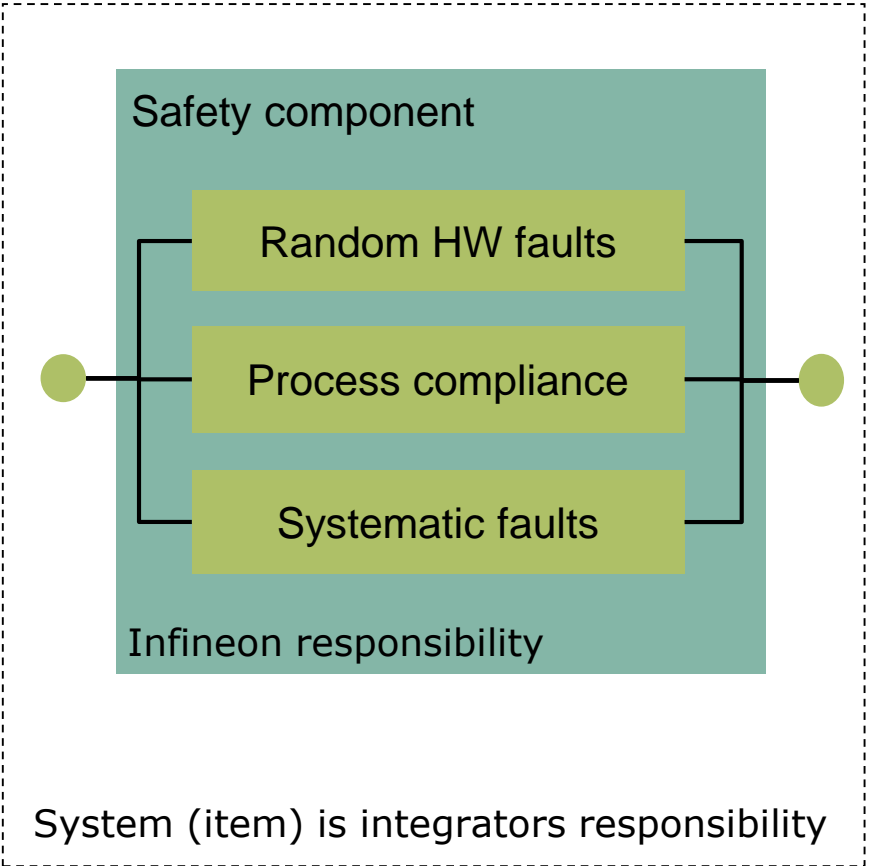 Safety component
Random HW faults
Process compliance
Systematic faults
Infineon responsibility
System (item) is integrators responsibility